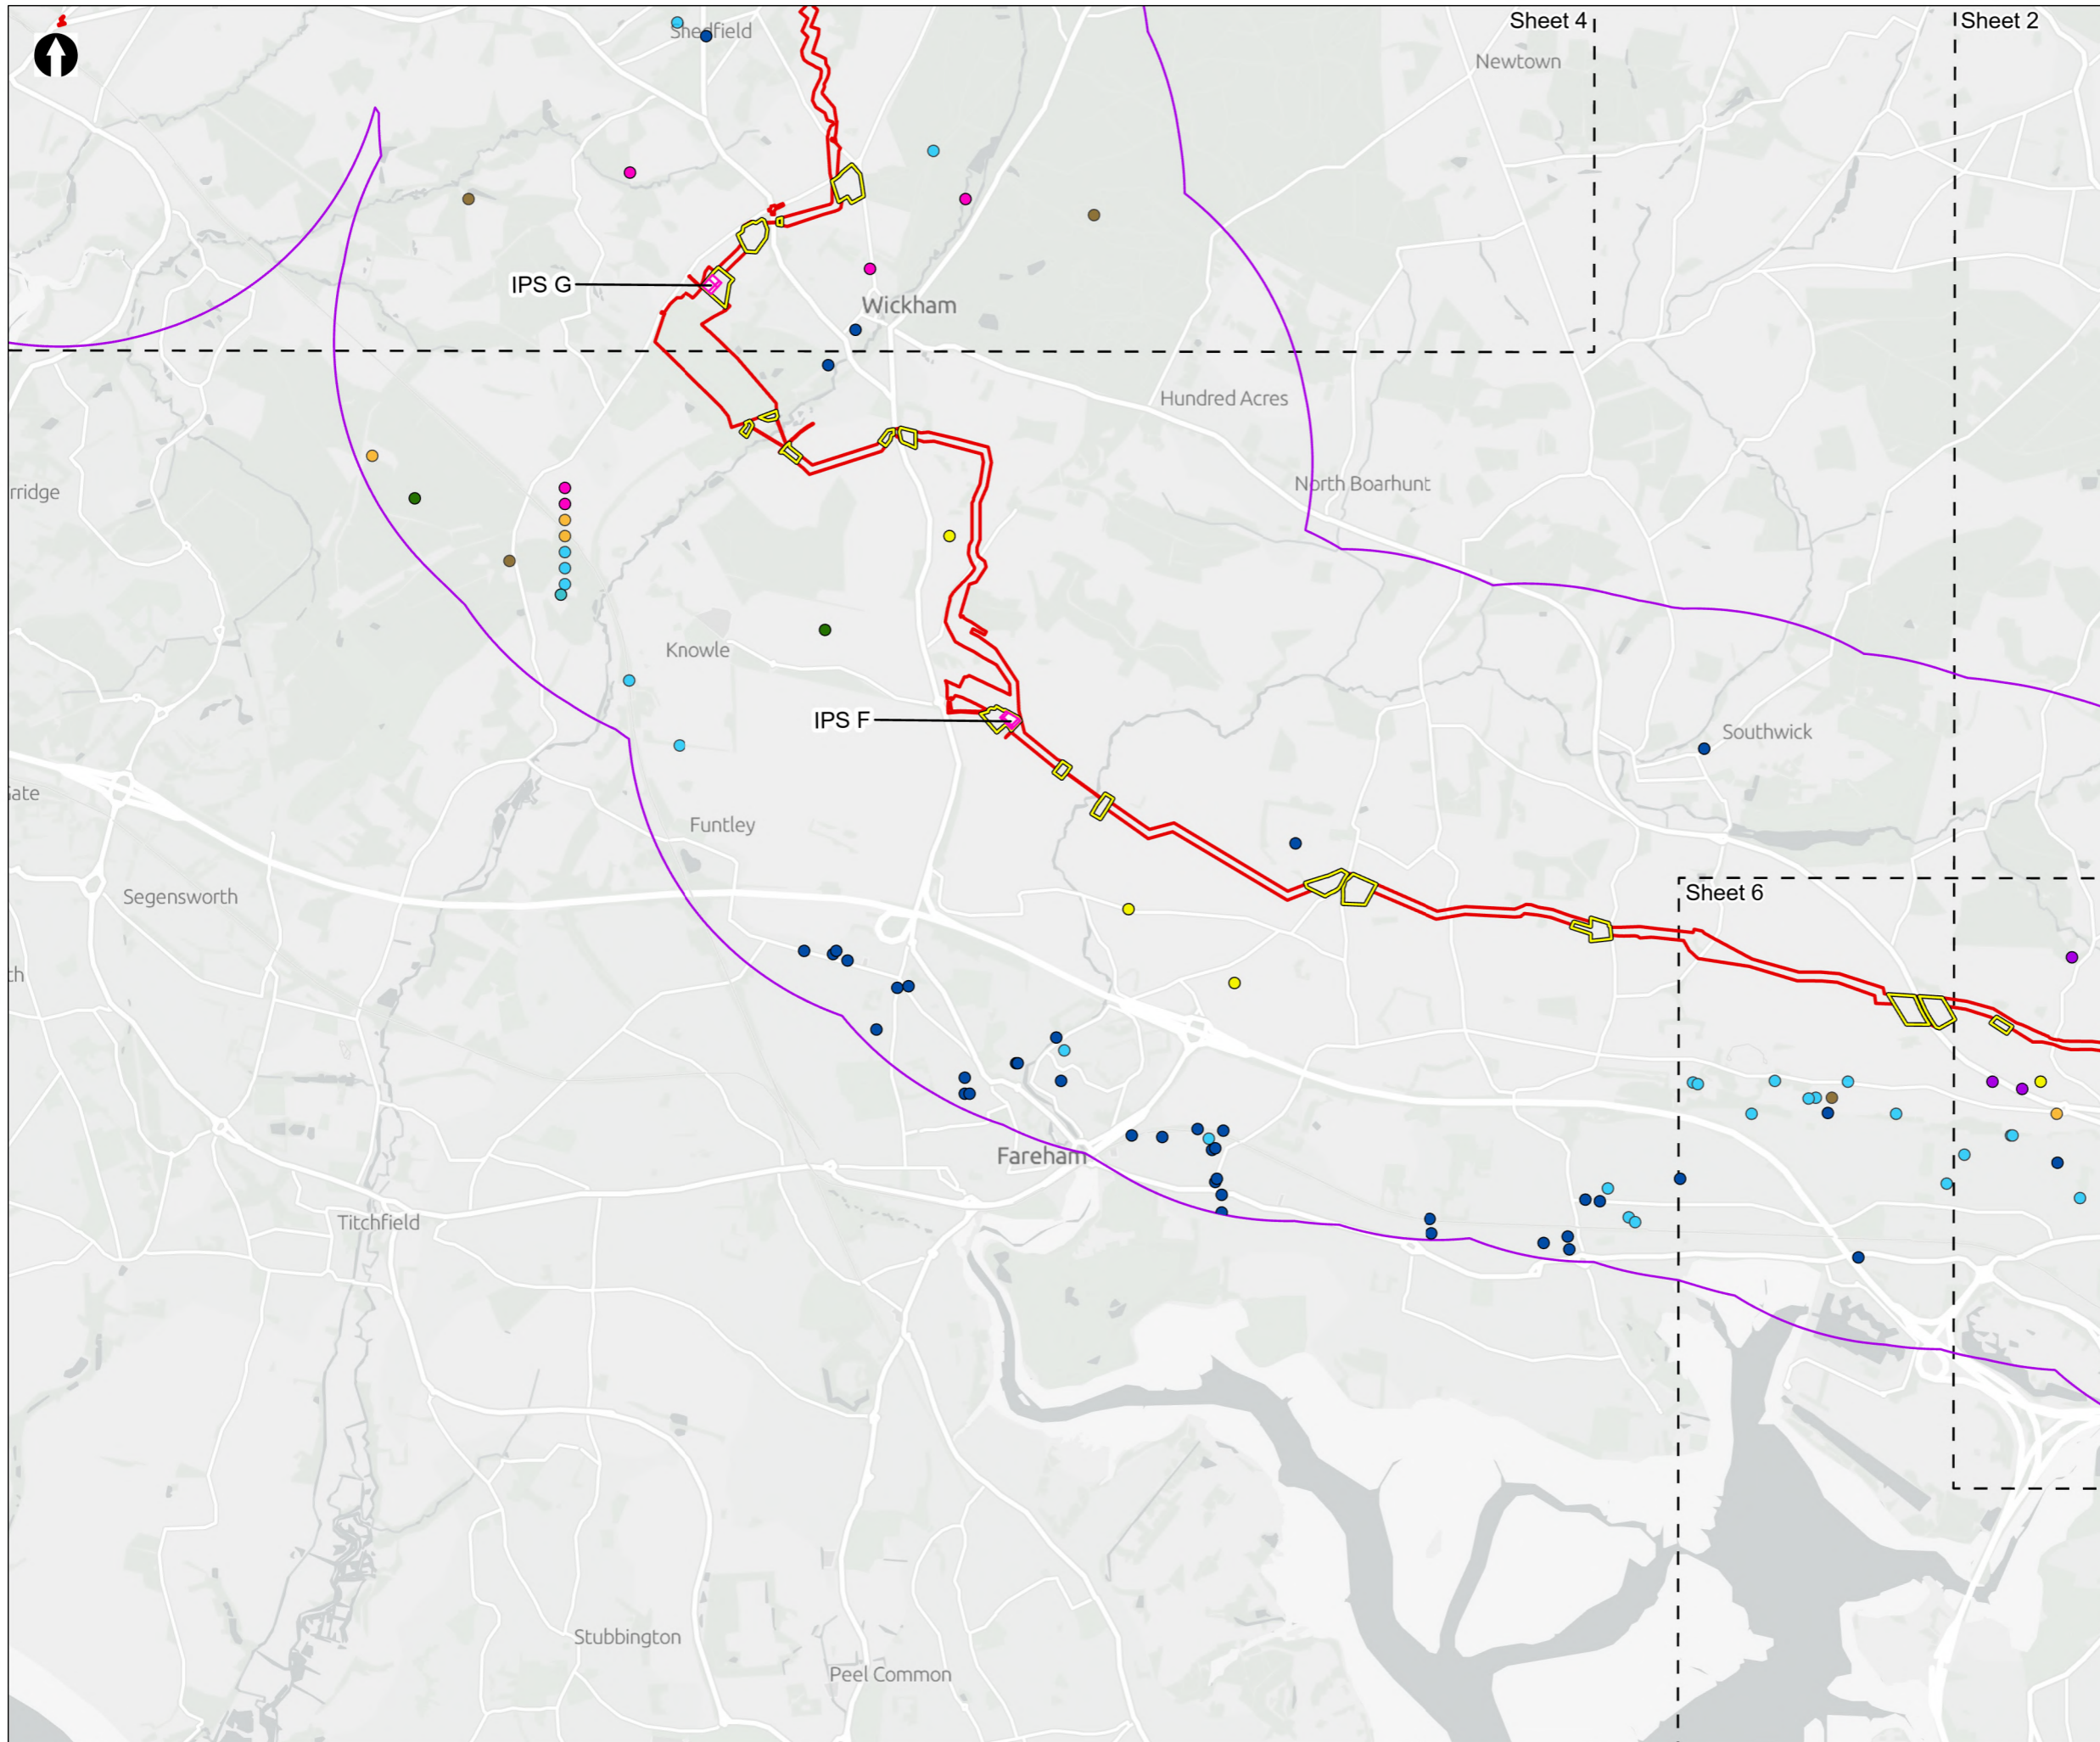 Sheet 4
Sheet 2
Shedfield
Newtown
IPS G
Wickham
Hundred Acres
North Boarhunt
rridge
Knowle
IPS F
Southwick
Gate
Funtley
Segensworth
Sheet 6
th
Fareham
Titchfield
Stubbington
Peel Common